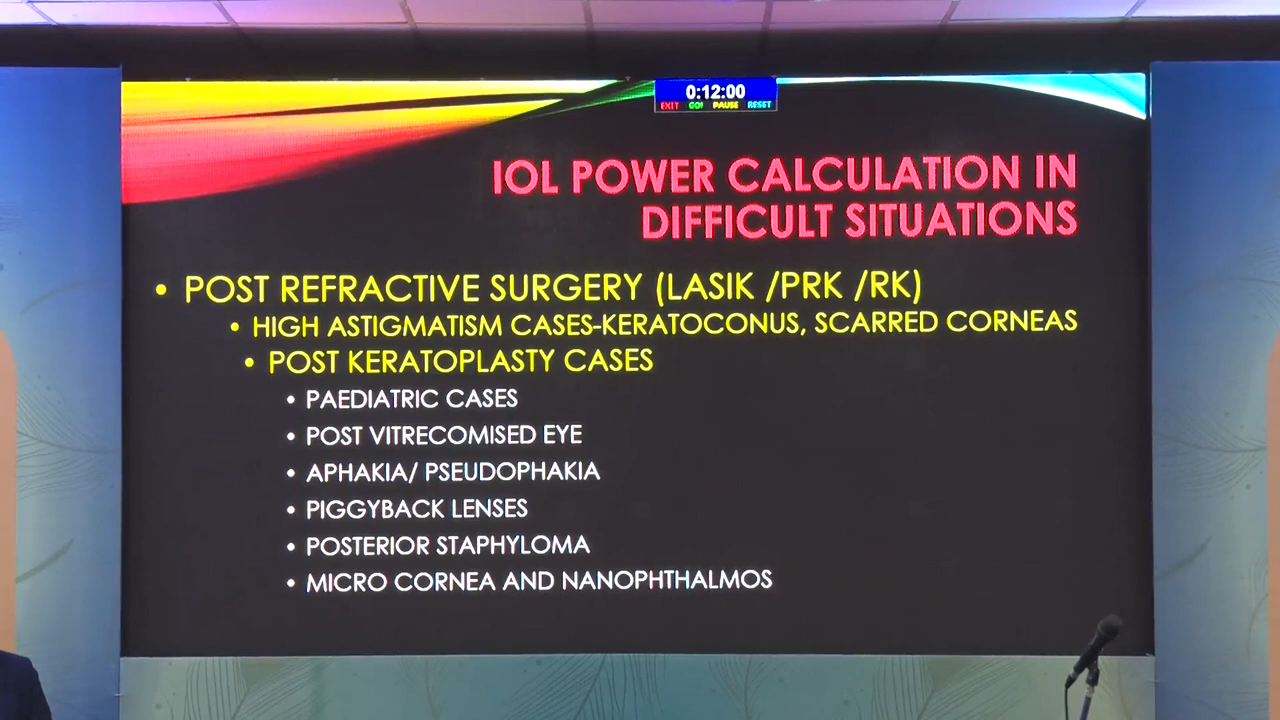 0:12:00
EXIT GO! PAUSE RESET
IOL POWER CALCULATION IN
DIFFICULT SITUATIONS
• POST REFRACTIVE SURGERY (LASIK /PRK /RK)
• HIGH ASTIGMATISM CASES-KERATOCONUS, SCARRED CORNEAS
• POST KERATOPLASTY CASES
• PAEDIATRIC CASES
• POST VITRECOMISED EYE
• APHAKIA/ PSEUDOPHAKIA
• PIGGYBACK LENSES
• POSTERIOR STAPHYLOMA
• MICRO CORNEA AND NANOPHTHALMOS